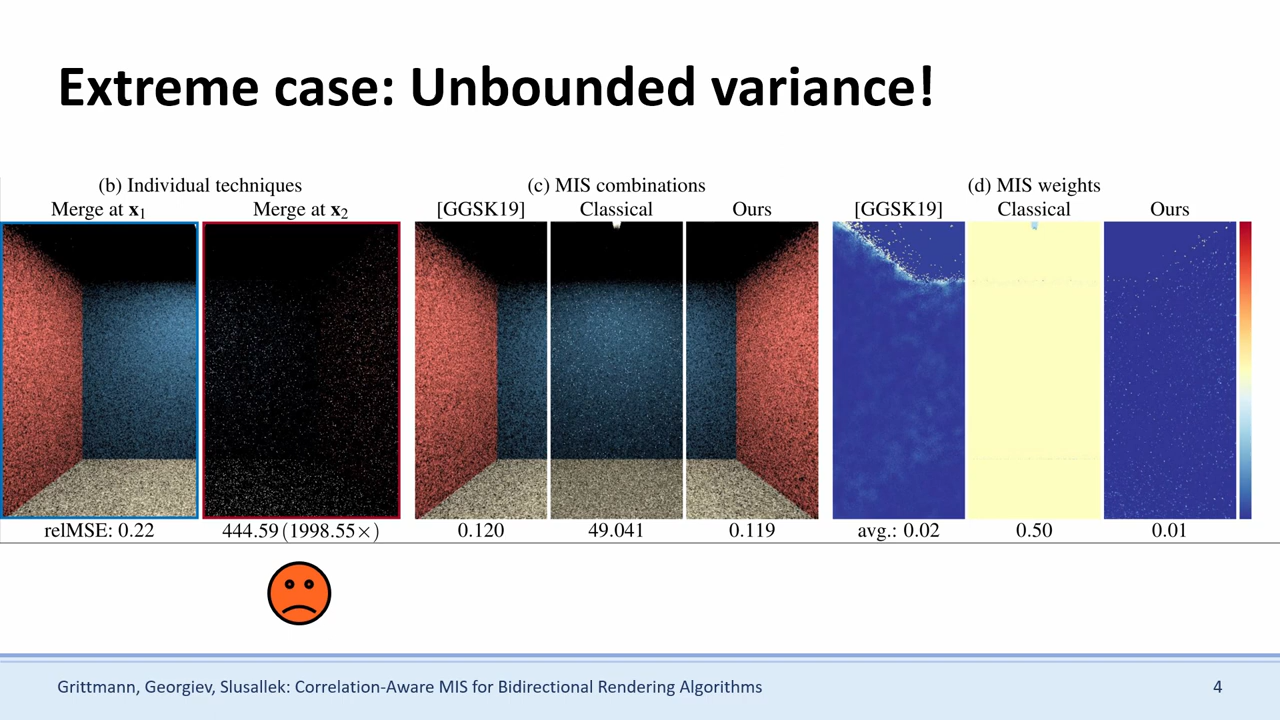 Extreme case: Unbounded variance!
(b) Individual techniques
Merge at x₁ Merge at x₂
relMSE: 0.22 444.59 (1998.55×)
(c) MIS combinations
[GGSK19] Classical Ours
0.120 49.041 0.119
(d) MIS weights
[GGSK19] Classical Ours
avg.: 0.02 0.50 0.01
Grittmann, Georgiev, Slusallek: Correlation-Aware MIS for Bidirectional Rendering Algorithms
4